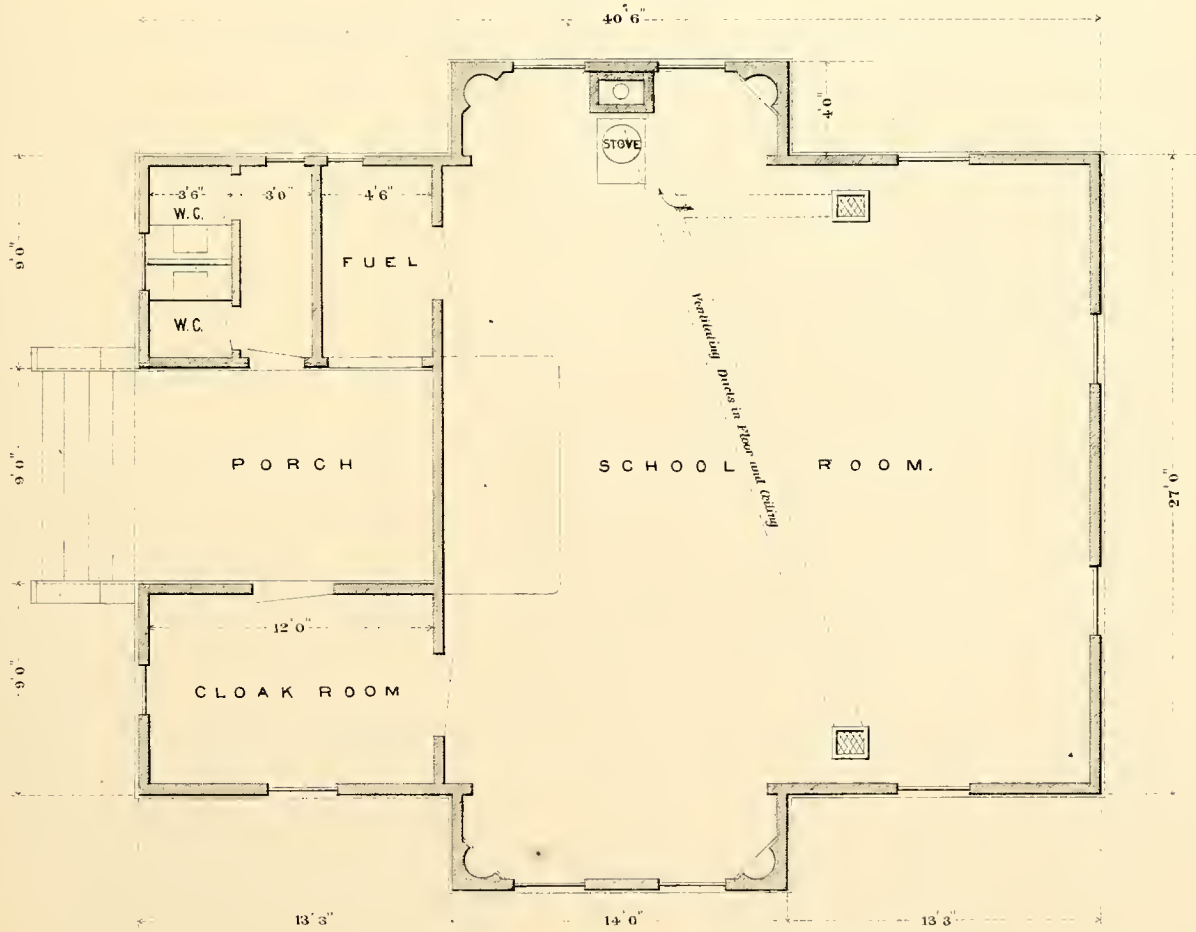 40'6"
4'0"
STOVE
3'6" 3'0" 4'6"
W.C.
9'0"
FUEL
W.C.
Ventilating Ducts in Floor and Ceiling
9'0"
PORCH
SCHOOL ROOM.
27'0"
12'0"
9'0"
CLOAK ROOM
13'3" 14'0" 13'3"